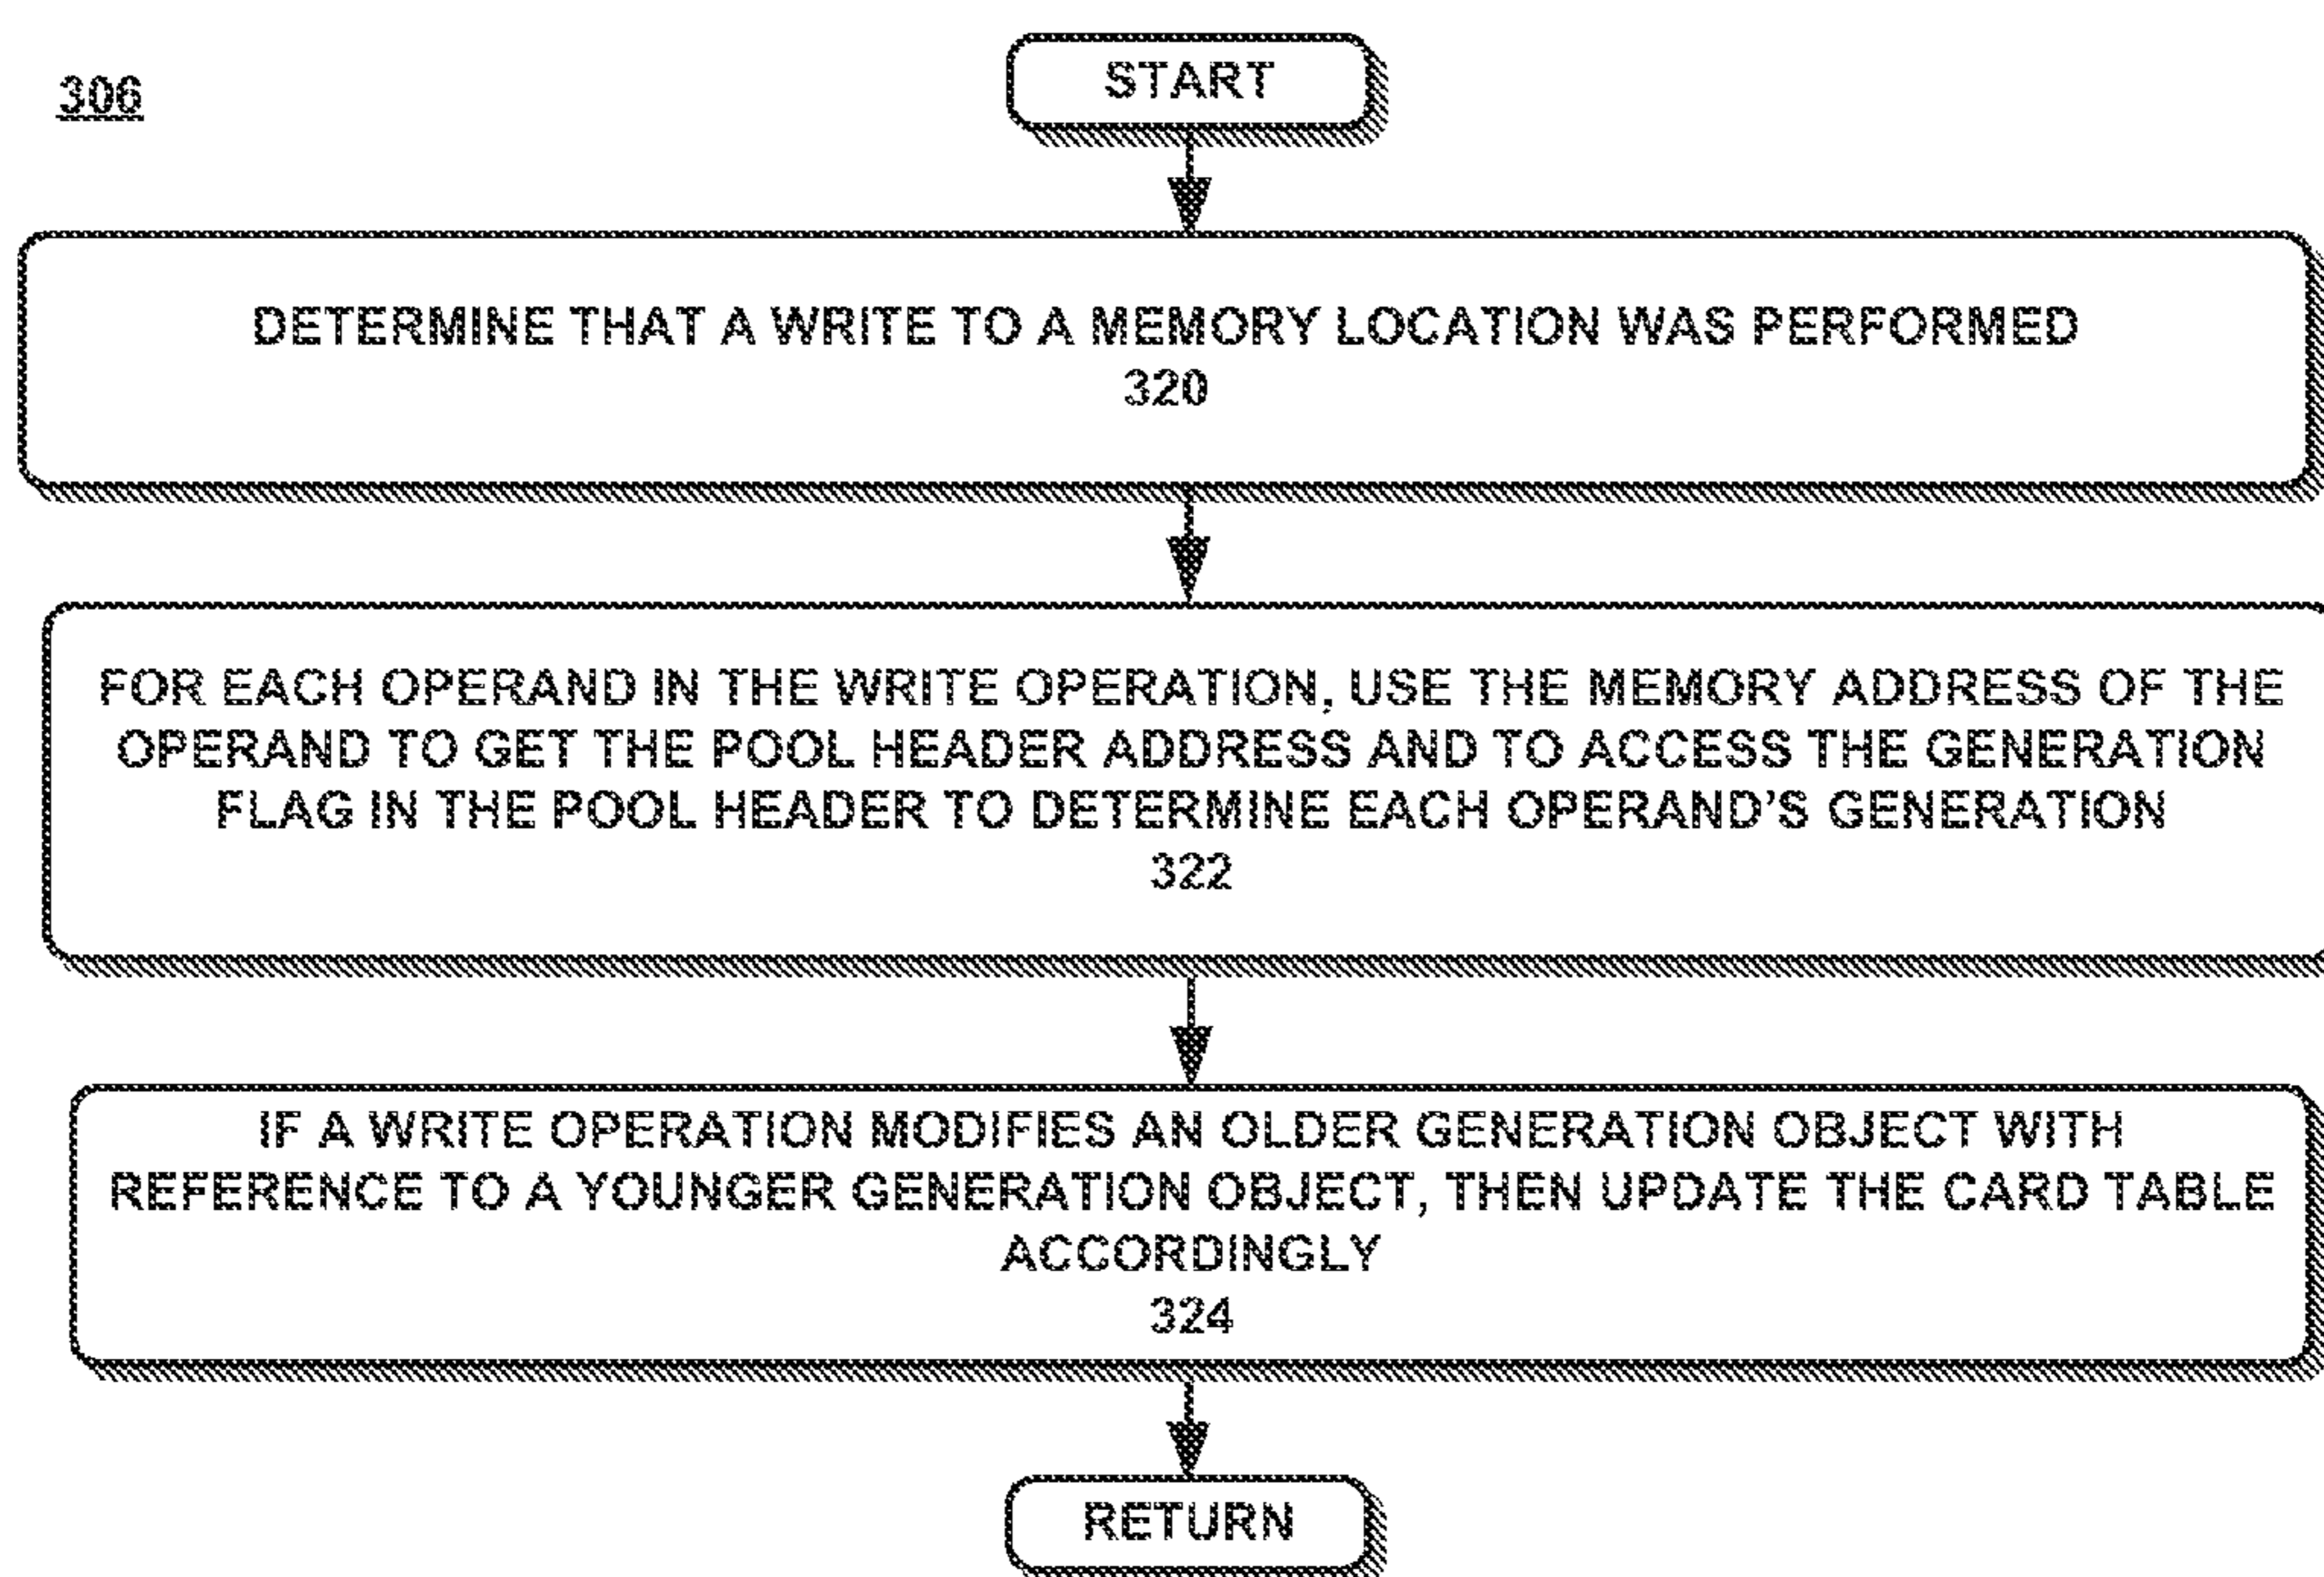 306
START
DETERMINE THAT A WRITE TO A MEMORY LOCATION WAS PERFORMED
320
FOR EACH OPERAND IN THE WRITE OPERATION, USE THE MEMORY ADDRESS OF THE
OPERAND TO GET THE POOL HEADER ADDRESS AND TO ACCESS THE GENERATION
FLAG IN THE POOL HEADER TO DETERMINE EACH OPERAND'S GENERATION
322
IF A WRITE OPERATION MODIFIES AN OLDER GENERATION OBJECT WITH
REFERENCE TO A YOUNGER GENERATION OBJECT, THEN UPDATE THE CARD TABLE
ACCORDINGLY
324
RETURN